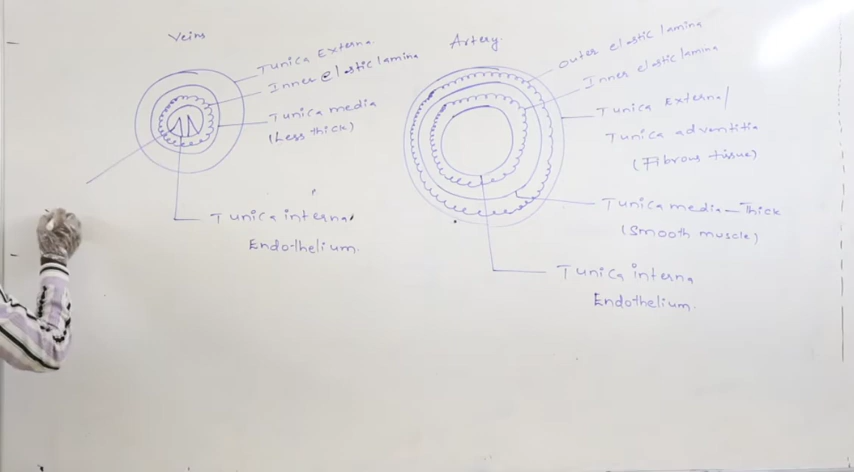 Veins
Tunica Externa.
Inner elastic lamina
Tunica media
(Less thick)
Tunica interna
Endothelium.
Artery.
Outer elastic lamina
Inner elastic lamina
Tunica Externa/
Tunica adventitia
(Fibrous tissue)
Tunica media - Thick
(Smooth muscle)
Tunica interna
Endothelium.